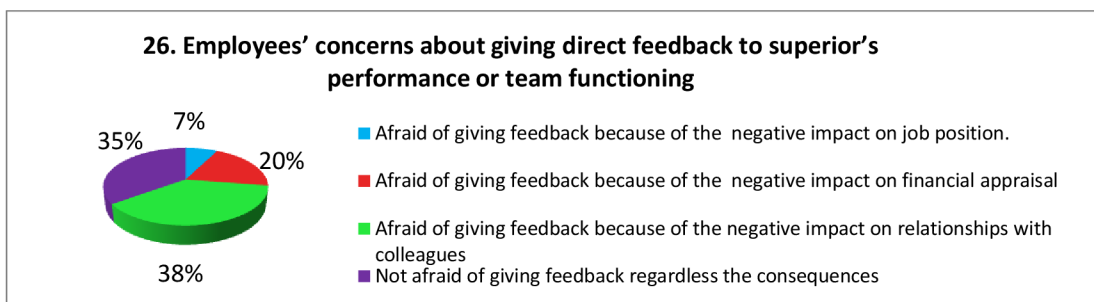 26. Employees’ concerns about giving direct feedback to superior’s
performance or team functioning
7%
35%
20%
38%
Afraid of giving feedback because of the  negative impact on job position.
Afraid of giving feedback because of the  negative impact on financial appraisal
Afraid of giving feedback because of the negative impact on relationships with
colleagues
Not afraid of giving feedback regardless the consequences